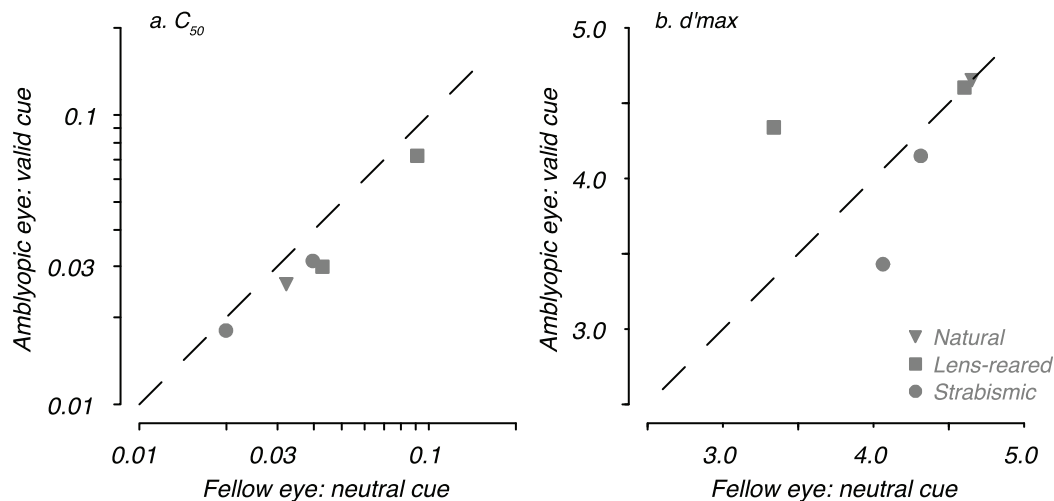 a. C50
0.1
0.03
0.01
0.01
0.03
0.1
Amblyopic eye: valid cue
Fellow eye: neutral cue
b. d'max
5.0
4.0
3.0
3.0
4.0
5.0
Amblyopic eye: valid cue
Fellow eye: neutral cue
Natural
Lens-reared
Strabismic